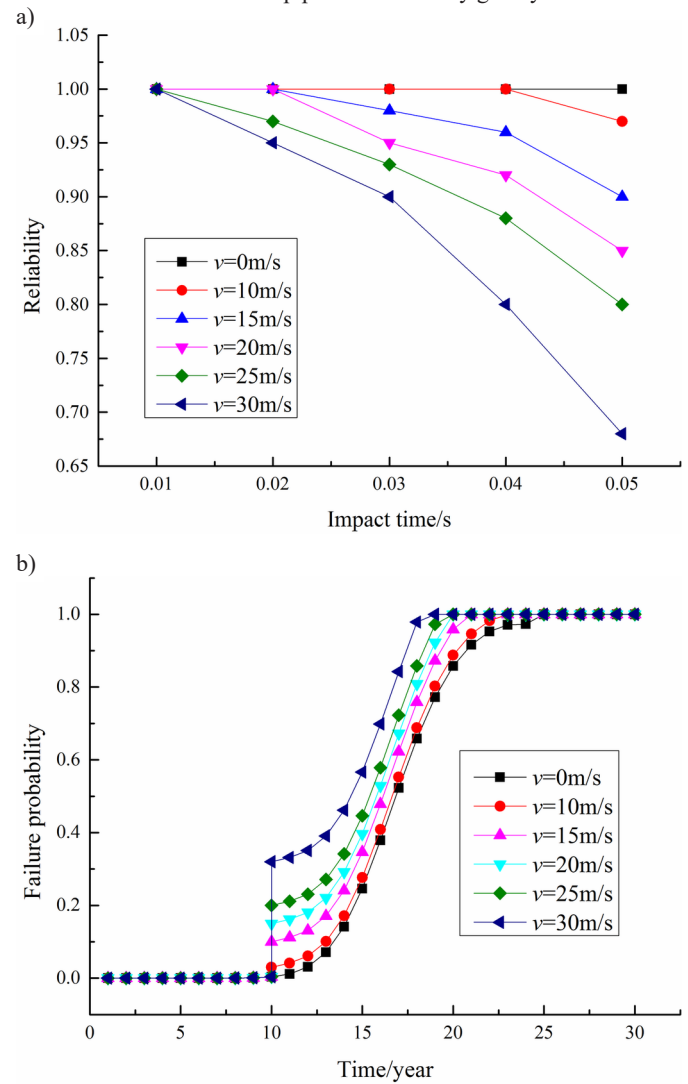 a)
1.05
1.00
0.95
0.90
0.85
0.80
0.75
0.70
0.65
Reliability
v=0m/s
v=10m/s
v=15m/s
v=20m/s
v=25m/s
v=30m/s
0.01 0.02 0.03 0.04 0.05
Impact time/s
b)
1.0
0.8
0.6
0.4
0.2
0.0
Failure probability
v=0m/s
v=10m/s
v=15m/s
v=20m/s
v=25m/s
v=30m/s
0 5 10 15 20 25 30
Time/year